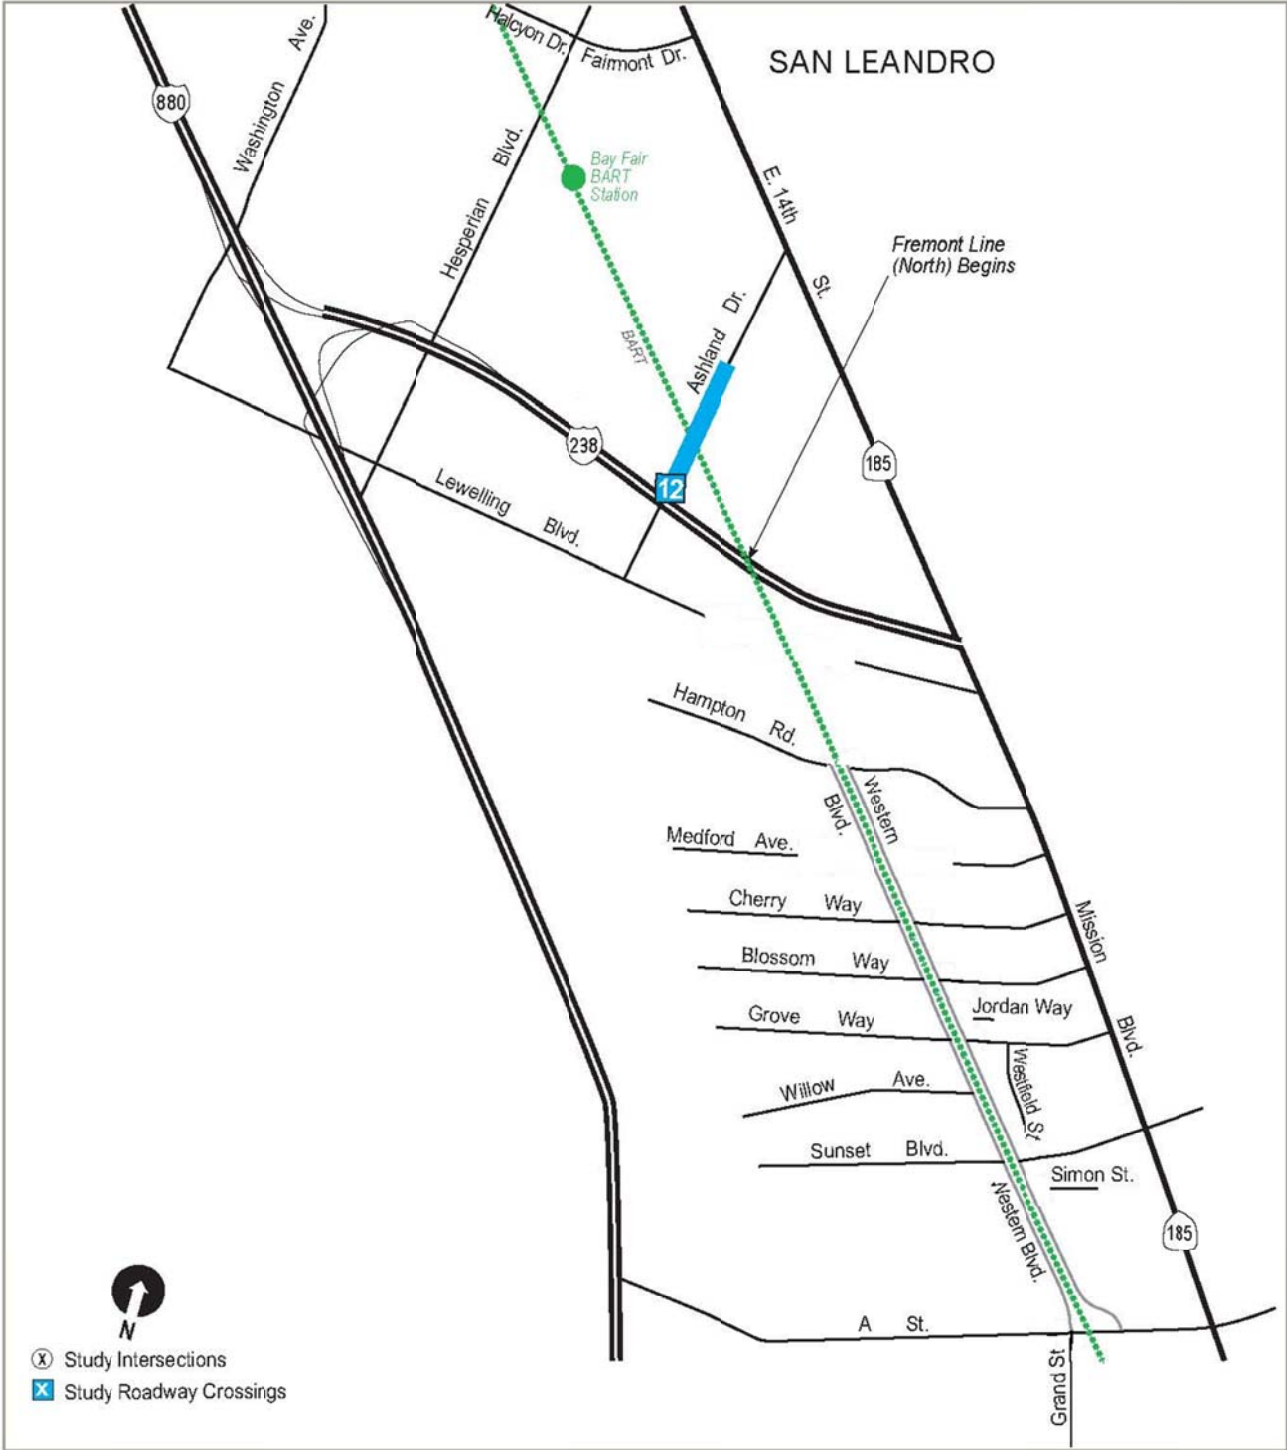 Halcyon Dr.
Fairmont Dr.
SAN LEANDRO
Washington Ave.
880
Hesperian Blvd.
Bay Fair
BART
Station
E. 14th St.
Fremont Line
(North) Begins
BART
Ashland Dr.
238
185
12
Lewelling Blvd.
Hampton Rd.
Western Blvd.
Medford Ave.
Cherry Way
Mission Blvd.
Blossom Way
Jordan Way
Grove Way
Westfield St
Willow Ave.
Sunset Blvd.
Simon St.
Western Blvd.
185
A St.
Grand St
N
X Study Intersections
X Study Roadway Crossings